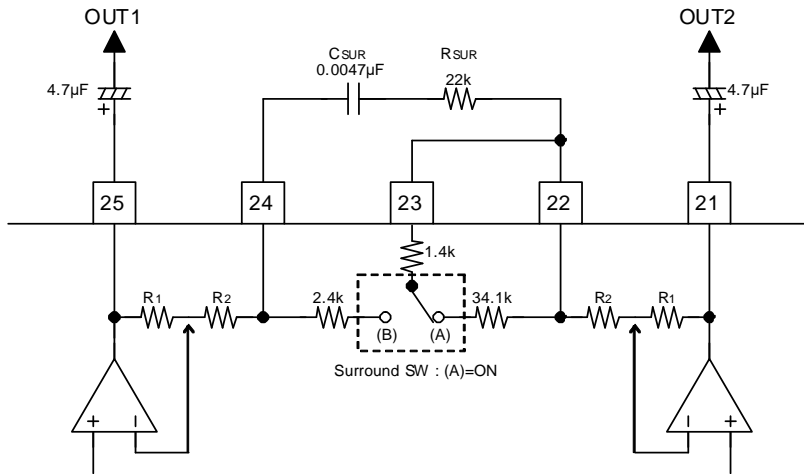 OUT1
OUT2
CSUR
0.0047µF
RSUR
22k
4.7µF
+
4.7µF
+
25
24
23
22
21
1.4k
R1
R2
2.4k
34.1k
R2
R1
(B)
(A)
Surround SW : (A)=ON
+
−
−
+